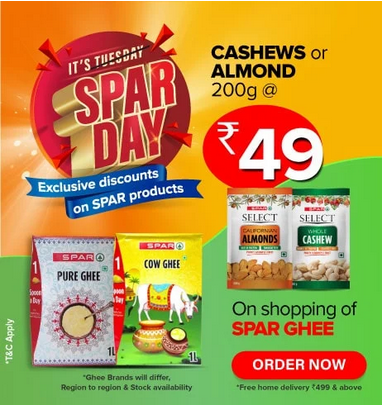 IT'S TUESDAY
SPAR
DAY
Exclusive discounts
on SPAR products
CASHEWS or
ALMOND
200g @
₹49
SPAR
SELECT
CALIFORNIAN
ALMONDS
SPAR
SELECT
WHOLE
CASHEW
SPAR
PURE GHEE
1L
SPAR
COW GHEE
1L
On shopping of
SPAR GHEE
ORDER NOW
*T&C Apply
*Ghee Brands will differ,
Region to region & Stock availability
*Free home delivery ₹499 & above